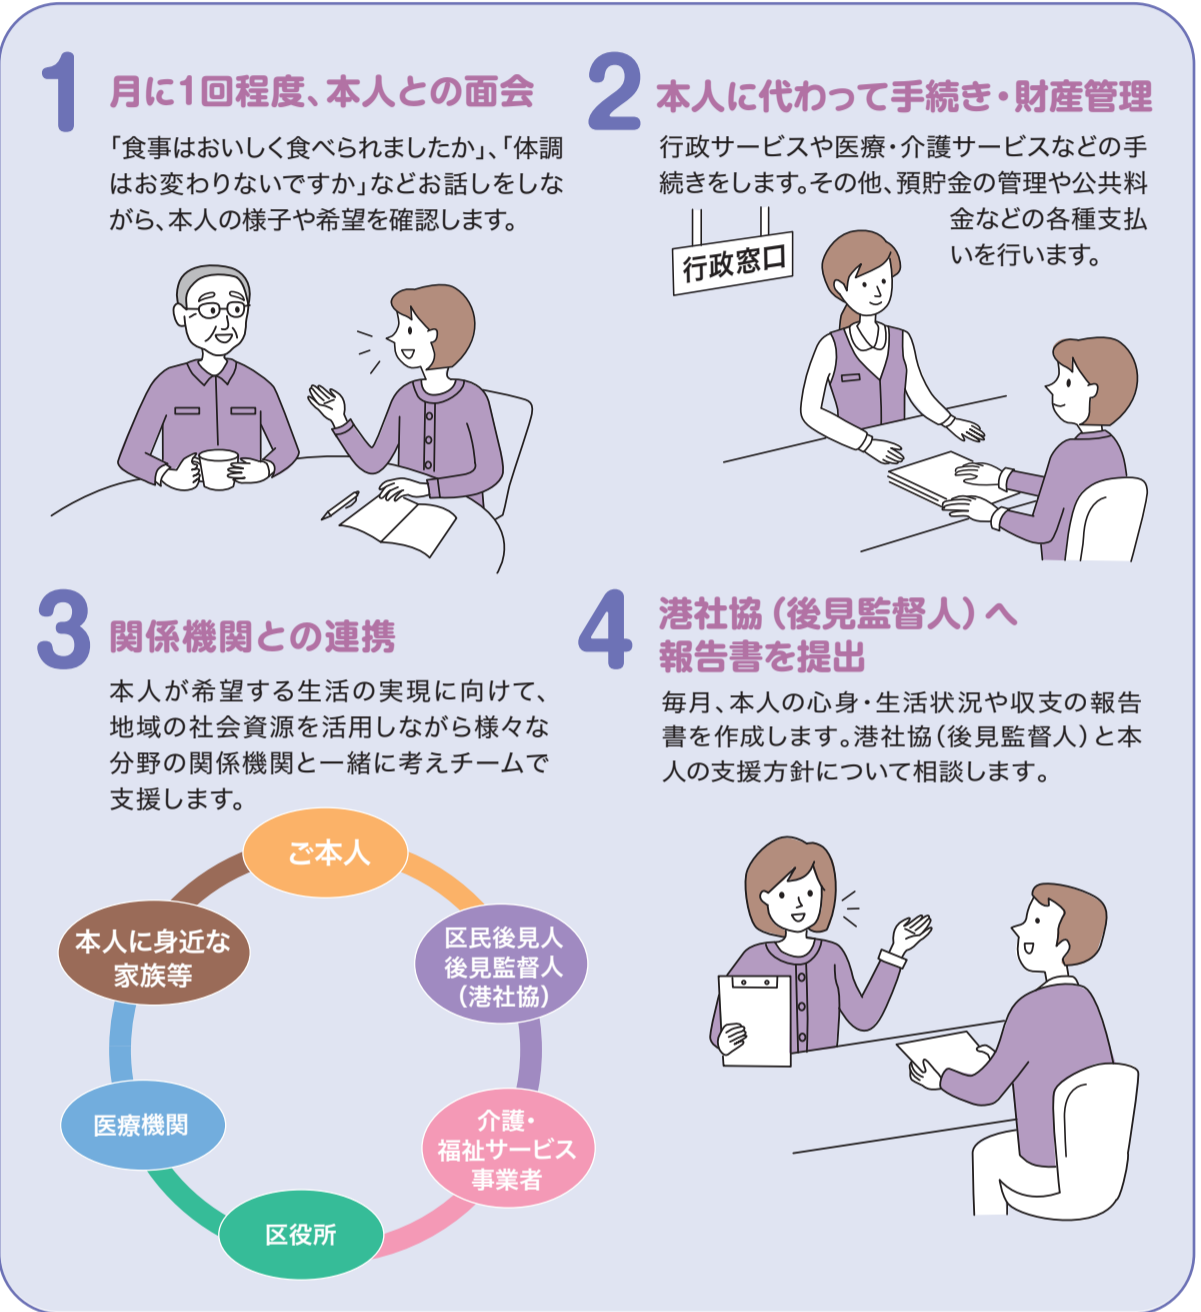 1
月に1回程度、本人との面会
「食事はおいしく食べられましたか」、「体調
はお変わりないですか」などお話しをしな
がら、本人の様子や希望を確認します。
2
本人に代わって手続き・財産管理
行政サービスや医療・介護サービスなどの手
続きをします。その他、預貯金の管理や公共料
金などの各種支払
いを行います。
行政窓口
3
関係機関との連携
本人が希望する生活の実現に向けて、
地域の社会資源を活用しながら様々な
分野の関係機関と一緒に考えチームで
支援します。
ご本人
区民後見人
後見監督人
（港社協）
介護・
福祉サービス
事業者
区役所
医療機関
本人に身近な
家族等
4
港社協（後見監督人）へ
報告書を提出
毎月、本人の心身・生活状況や収支の報告
書を作成します。港社協（後見監督人）と本
人の支援方針について相談します。